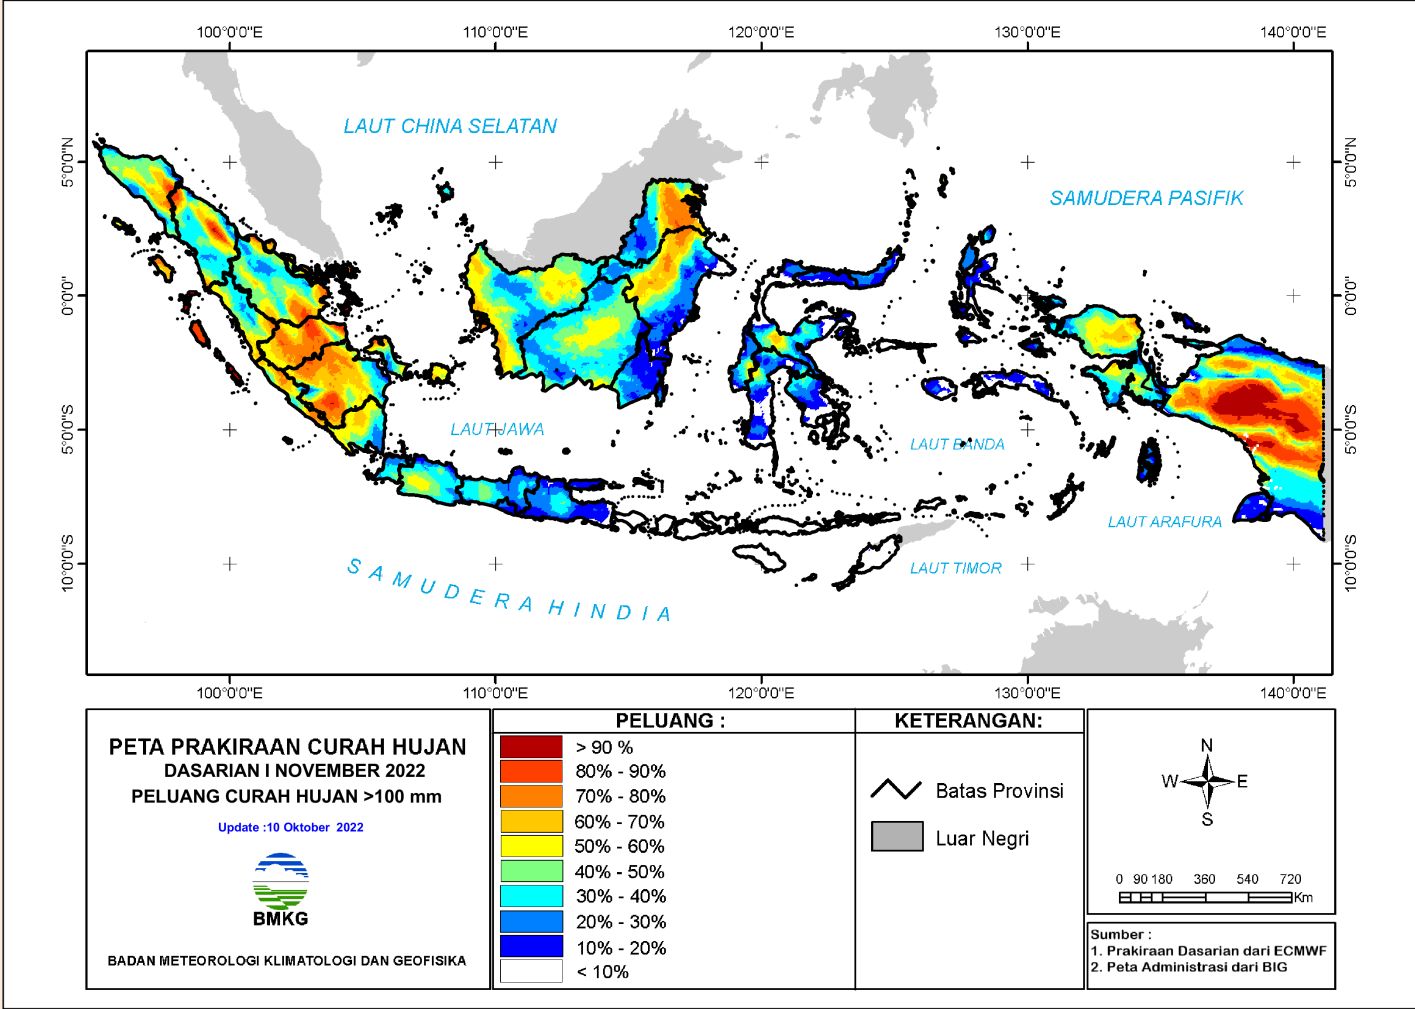 100°0'0"E 110°0'0"E 120°0'0"E 130°0'0"E 140°0'0"E
5°0'0"N 5°0'0"N
0°0'0" 0°0'0"
5°0'0"S 5°0'0"S
10°0'0"S 10°0'0"S
LAUT CHINA SELATAN
SAMUDERA PASIFIK
LAUT JAWA
LAUT BANDA
LAUT ARAFURA
LAUT TIMOR
SAMUDERA HINDIA
100°0'0"E 110°0'0"E 120°0'0"E 130°0'0"E 140°0'0"E
PETA PRAKIRAAN CURAH HUJAN
DASARIAN I NOVEMBER 2022
PELUANG CURAH HUJAN >100 mm
Update :10 Oktober 2022
BMKG
BADAN METEOROLOGI KLIMATOLOGI DAN GEOFISIKA
PELUANG :
> 90 %
80% - 90%
70% - 80%
60% - 70%
50% - 60%
40% - 50%
30% - 40%
20% - 30%
10% - 20%
< 10%
KETERANGAN:
Batas Provinsi
Luar Negri
N
W E
S
0 90 180 360 540 720
Km
Sumber :
1. Prakiraan Dasarian dari ECMWF
2. Peta Administrasi dari BIG